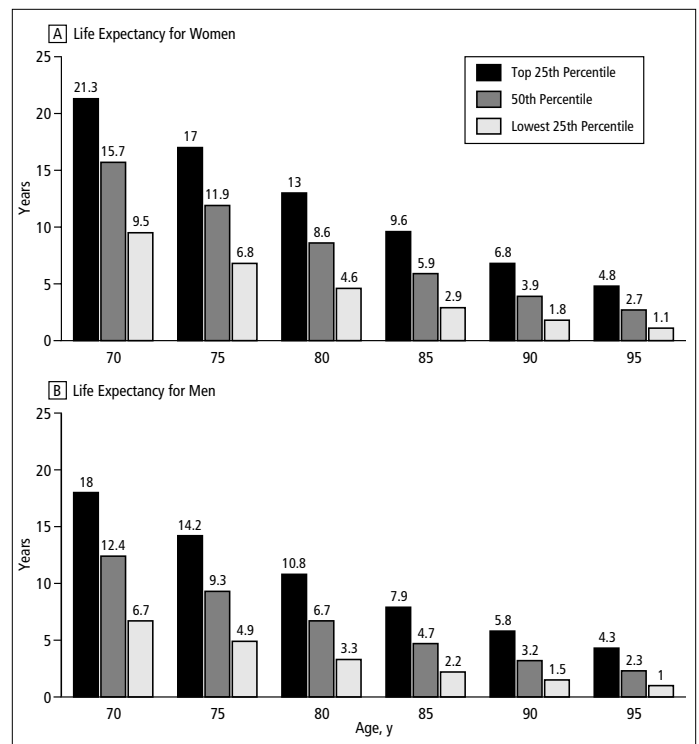 A Life Expectancy for Women
25
20
15
10
5
0
Years
Top 25th Percentile
50th Percentile
Lowest 25th Percentile
21.3 15.7 9.5 17 11.9 6.8 13 8.6 4.6 9.6 5.9 2.9 6.8 3.9 1.8 4.8 2.7 1.1
70 75 80 85 90 95
B Life Expectancy for Men
25
20
15
10
5
0
Years
18 12.4 6.7 14.2 9.3 4.9 10.8 6.7 3.3 7.9 4.7 2.2 5.8 3.2 1.5 4.3 2.3 1
70 75 80 85 90 95
Age, y